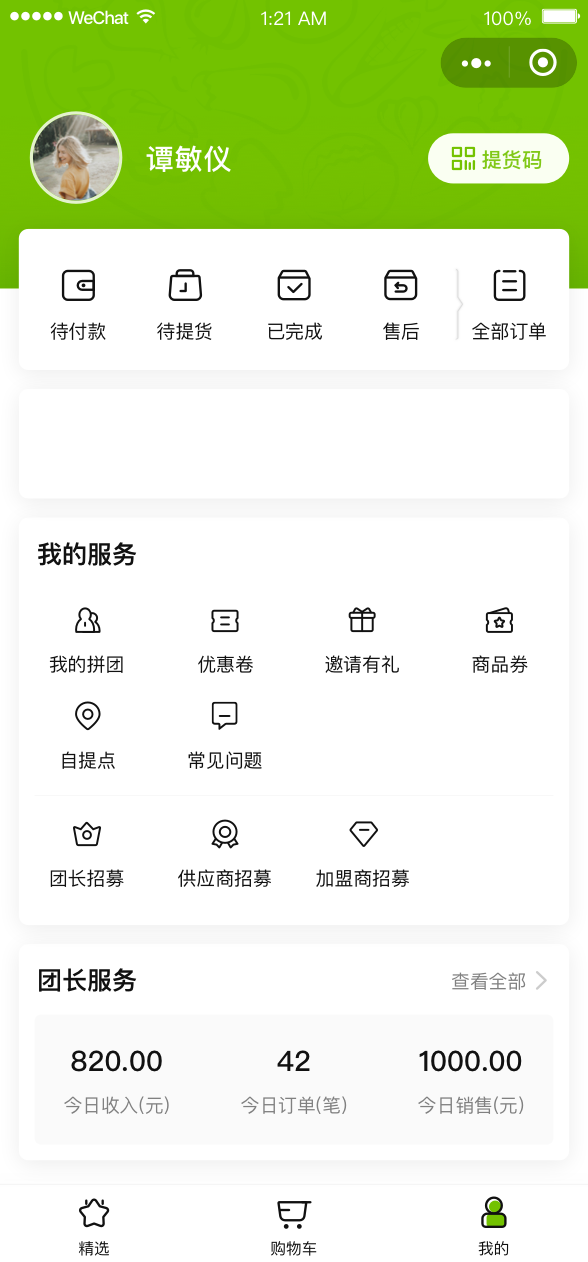 WeChat 1:21 AM 100%
谭敏仪
提货码
待付款 待提货 已完成 售后 全部订单
我的服务
我的拼团 优惠卷 邀请有礼 商品券
自提点 常见问题
团长招募 供应商招募 加盟商招募
团长服务 查看全部
820.00 42 1000.00
今日收入(元) 今日订单(笔) 今日销售(元)
精选 购物车 我的